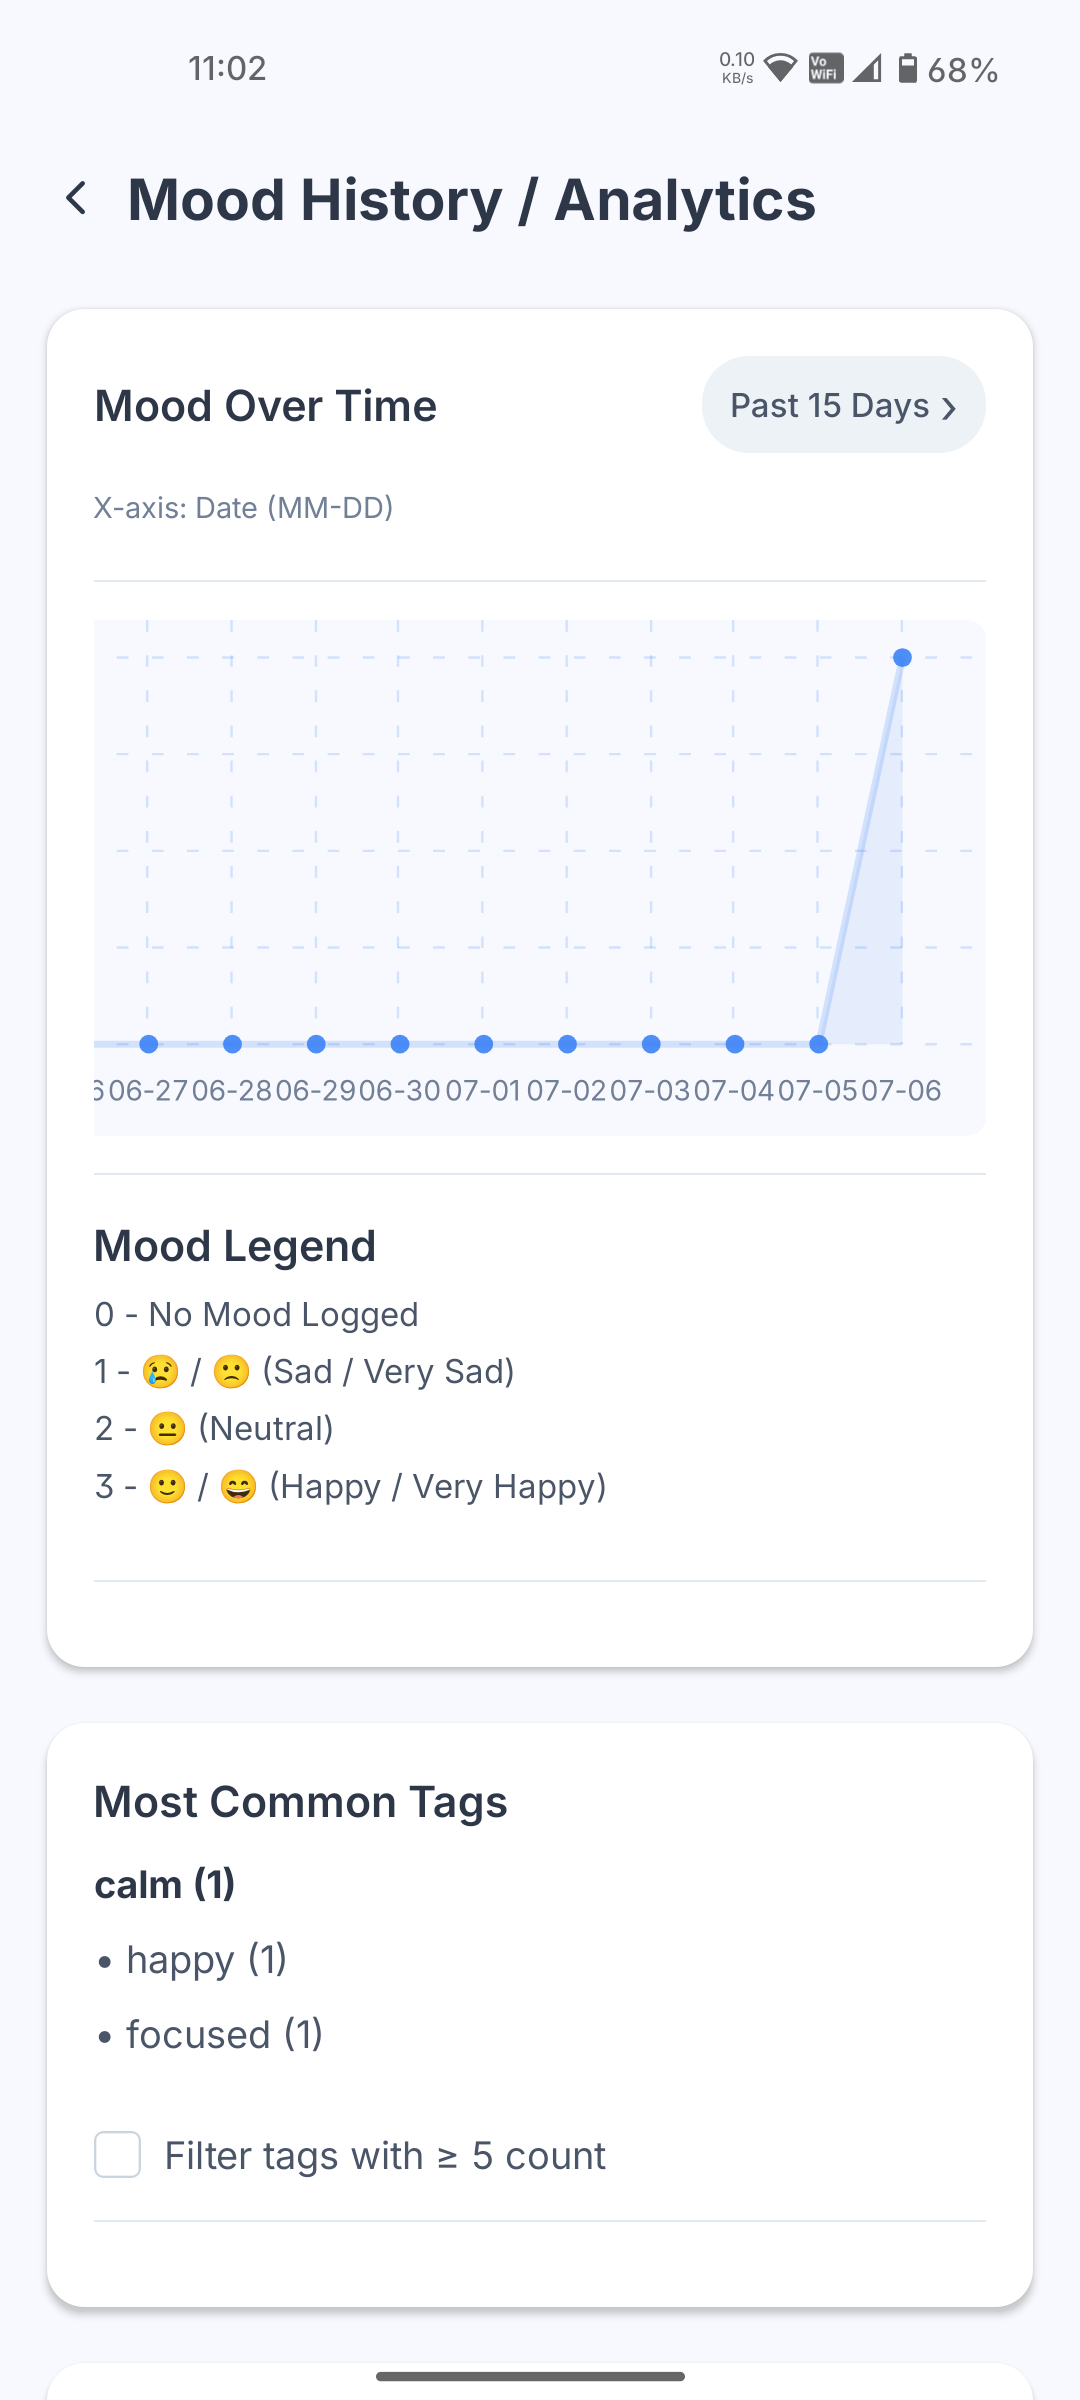 11:02
0.10
KB/s
Vo
WiFi
68%
Mood History / Analytics
Mood Over Time
Past 15 Days ›
X-axis: Date (MM-DD)
6 06-27 06-28 06-29 06-30 07-01 07-02 07-03 07-04 07-05 07-06
Mood Legend
0 - No Mood Logged
1 - 😢 / 🙁 (Sad / Very Sad)
2 - 😐 (Neutral)
3 - 🙂 / 😄 (Happy / Very Happy)
Most Common Tags
calm (1)
• happy (1)
• focused (1)
Filter tags with ≥ 5 count